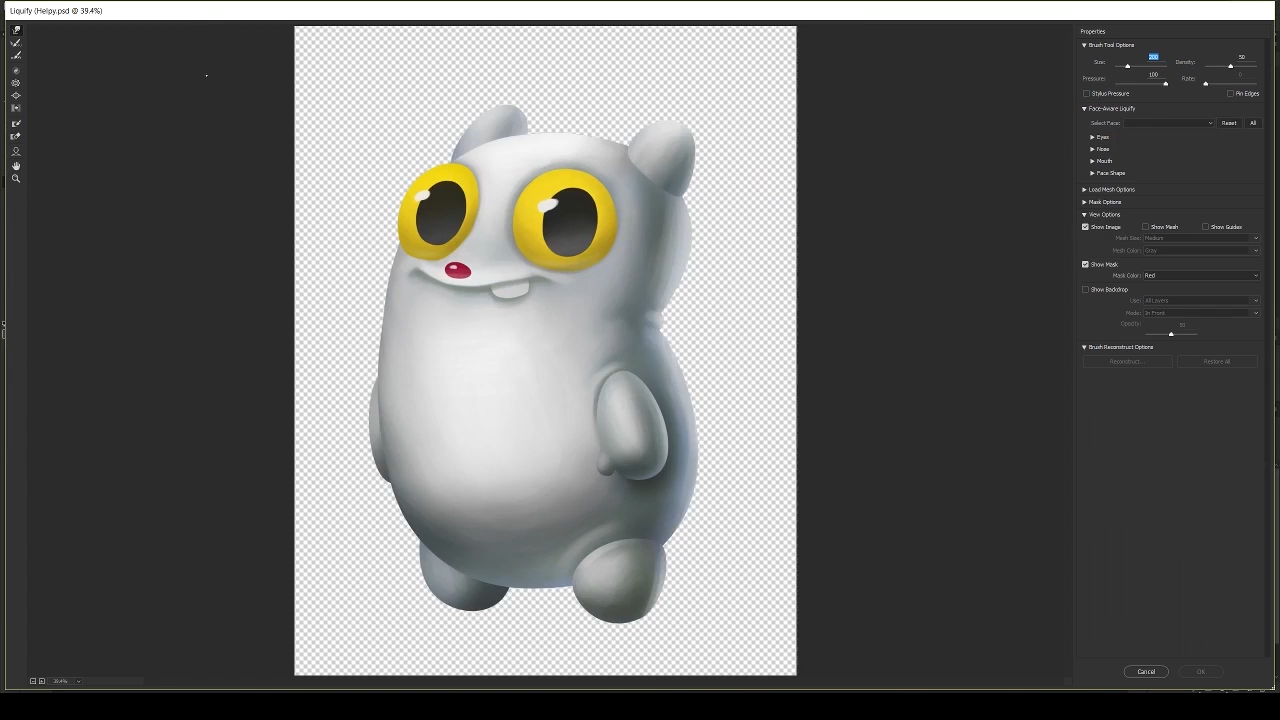 Liquify (Helpy.psd @ 39.4%)
Properties
Brush Tool Options
Size: 200 Density: 50
Pressure: 100 Rate: 0
Stylus Pressure Pin Edges
Face-Aware Liquify
Select Face: Reset All
Eyes
Nose
Mouth
Face Shape
Load Mesh Options
Mask Options
View Options
Show Image Show Mesh Show Guides
Mesh Size: Medium
Mesh Color: Gray
Show Mask
Mask Color: Red
Show Backdrop
Use: All Layers
Mode: In Front
Opacity:
Brush Reconstruct Options
Reconstruct... Restore All
Cancel OK
39.4%